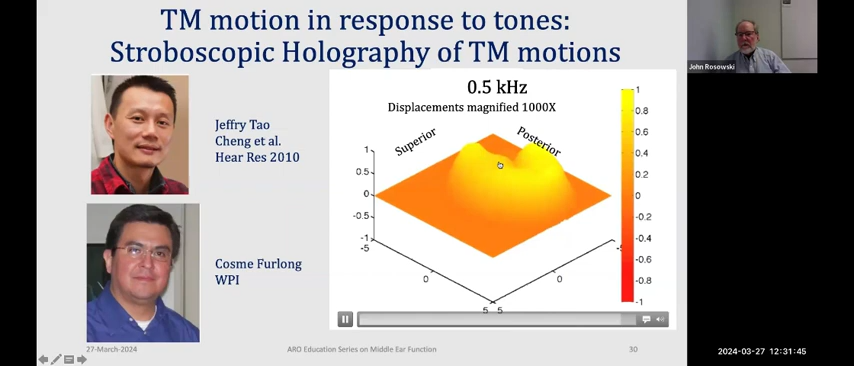 TM motion in response to tones:
Stroboscopic Holography of TM motions
John Rosowski
Jeffry Tao
Cheng et al.
Hear Res 2010
Cosme Furlong
WPI
0.5 kHz
Displacements magnified 1000X
Superior
Posterior
1
0.5
0
-0.5
-1
-5
0
5
5
0
-5
1
0.8
0.6
0.4
0.2
0
-0.2
-0.4
-0.6
-0.8
-1
27-March-2024
ARO Education Series on Middle Ear Function
30
2024-03-27 12:31:45